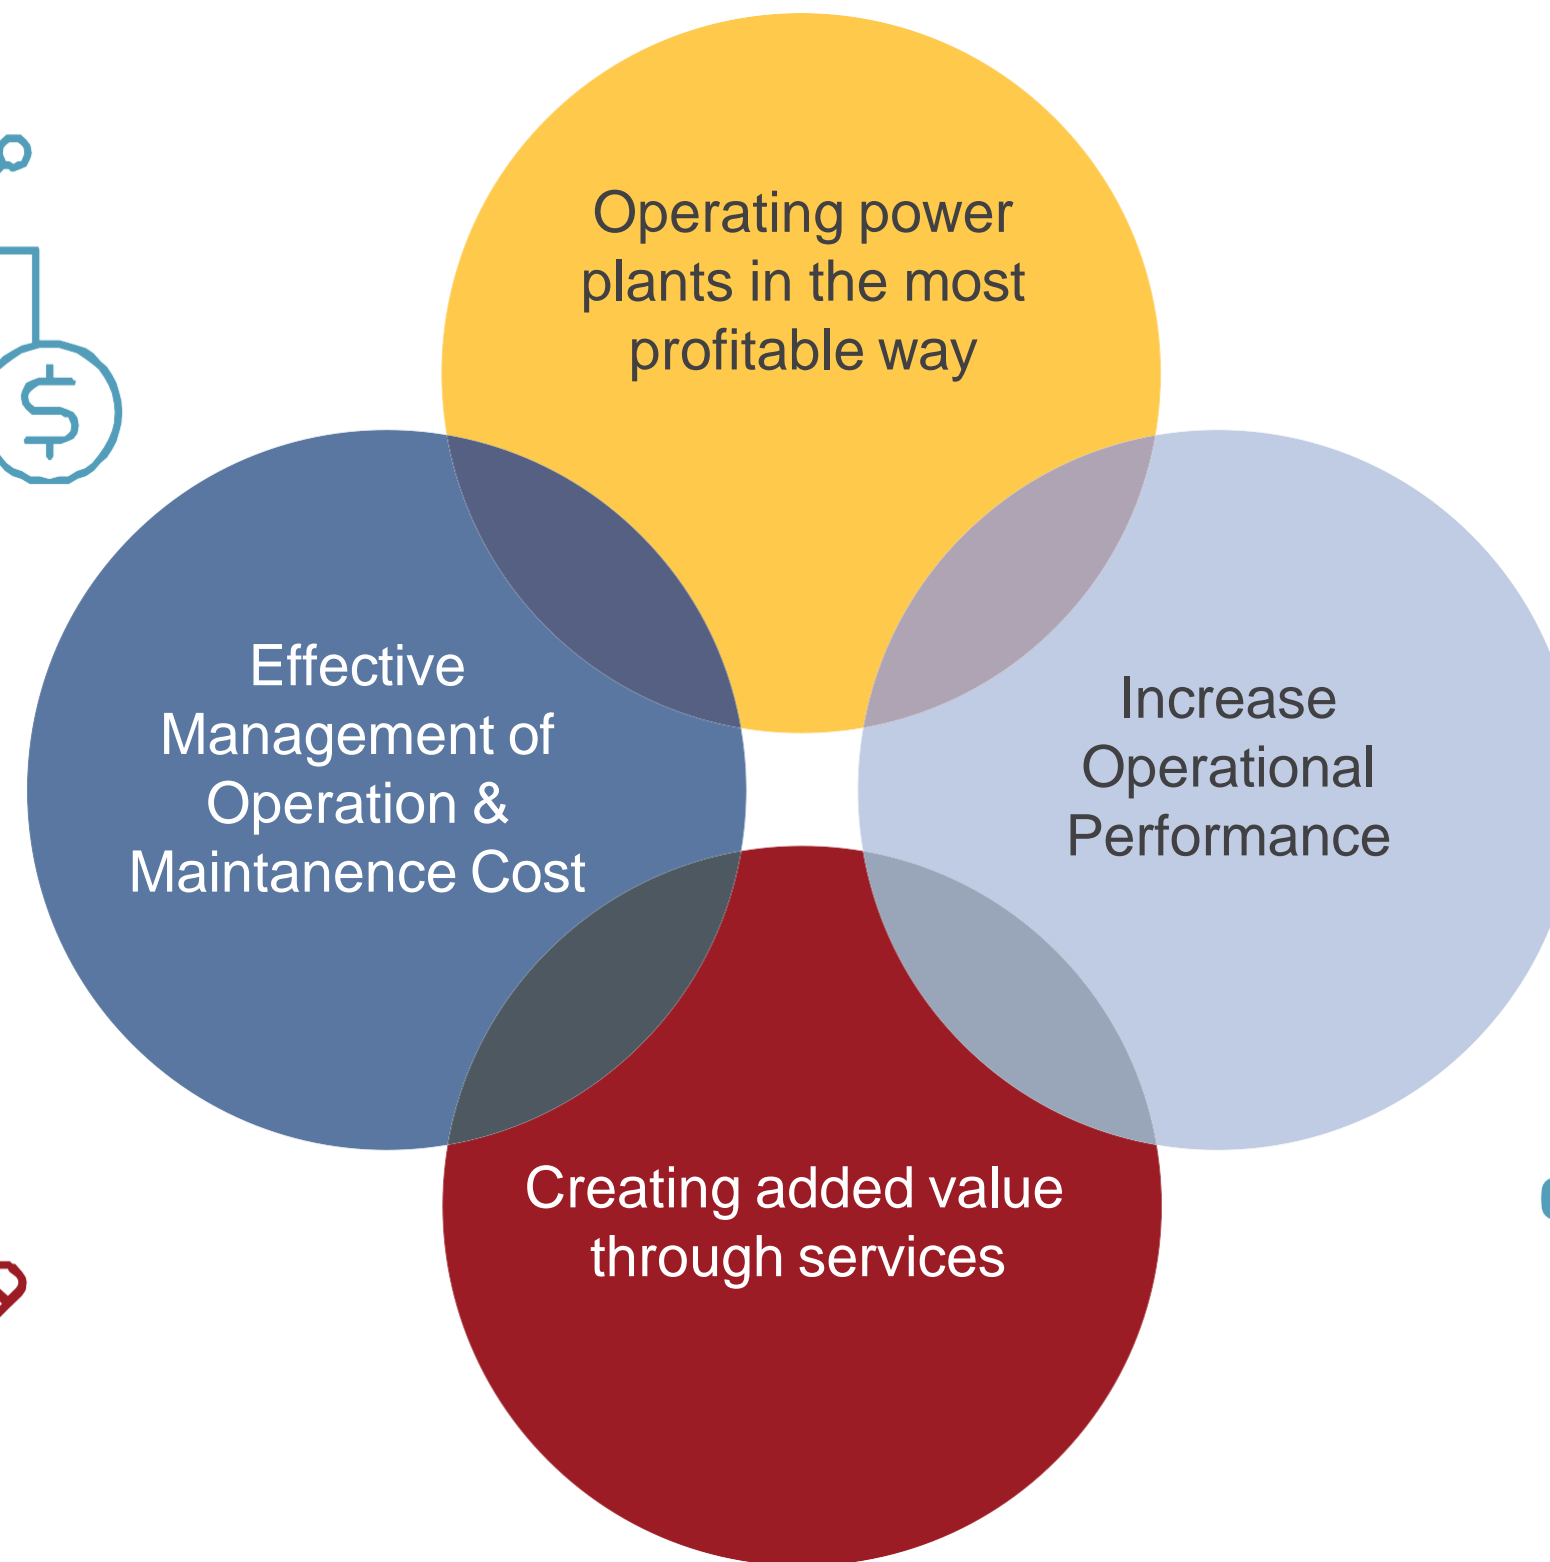 Operating power
plants in the most
profitable way
Effective
Management of
Operation &
Maintanence Cost
Increase
Operational
Performance
Creating added value
through services
$